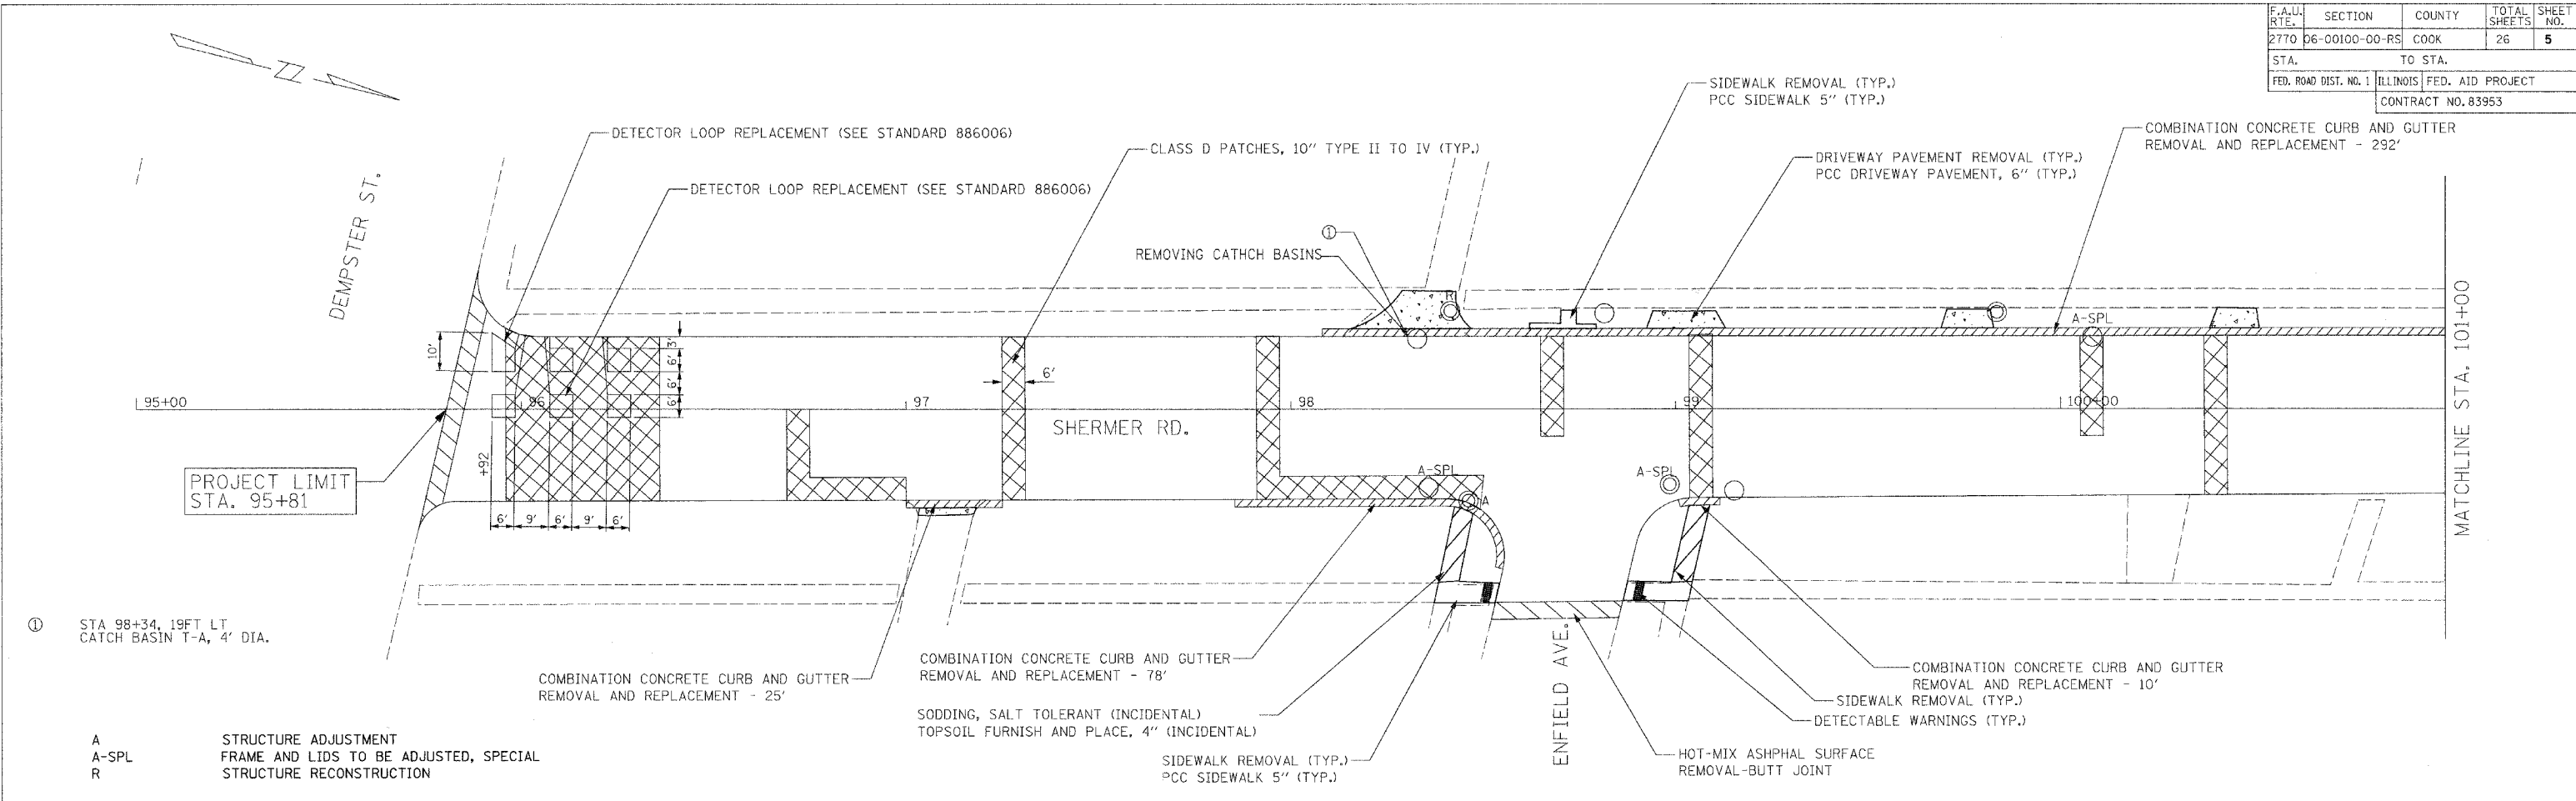 F.A.U. RTE. SECTION COUNTY TOTAL SHEETS SHEET NO.
2770 06-00100-00-RS COOK 26 5
STA. TO STA.
FED. ROAD DIST. NO. 1 ILLINOIS FED. AID PROJECT
CONTRACT NO. 83953
N
SIDEWALK REMOVAL (TYP.)
PCC SIDEWALK 5" (TYP.)
DETECTOR LOOP REPLACEMENT (SEE STANDARD 886006)
CLASS D PATCHES, 10" TYPE II TO IV (TYP.)
COMBINATION CONCRETE CURB AND GUTTER
REMOVAL AND REPLACEMENT - 292'
DRIVEWAY PAVEMENT REMOVAL (TYP.)
PCC DRIVEWAY PAVEMENT, 6" (TYP.)
DETECTOR LOOP REPLACEMENT (SEE STANDARD 886006)
DEMPSTER ST.
①
REMOVING CATHCH BASINS
R
A-SPL
10'
3'
6'
6'
6'
6'
95+00
96
97
98
99
100+00
SHERMER RD.
MATCHLINE STA. 101+00
+92
A-SPL
A-SPL
A
PROJECT LIMIT
STA. 95+81
6' 9' 6' 9' 6'
① STA 98+34, 19FT LT
CATCH BASIN T-A, 4' DIA.
COMBINATION CONCRETE CURB AND GUTTER
REMOVAL AND REPLACEMENT - 25'
COMBINATION CONCRETE CURB AND GUTTER
REMOVAL AND REPLACEMENT - 78'
SODDING, SALT TOLERANT (INCIDENTAL)
TOPSOIL FURNISH AND PLACE, 4" (INCIDENTAL)
SIDEWALK REMOVAL (TYP.)
PCC SIDEWALK 5" (TYP.)
ENFIELD AVE.
COMBINATION CONCRETE CURB AND GUTTER
REMOVAL AND REPLACEMENT - 10'
SIDEWALK REMOVAL (TYP.)
DETECTABLE WARNINGS (TYP.)
HOT-MIX ASHPHAL SURFACE
REMOVAL-BUTT JOINT
A STRUCTURE ADJUSTMENT
A-SPL FRAME AND LIDS TO BE ADJUSTED, SPECIAL
R STRUCTURE RECONSTRUCTION